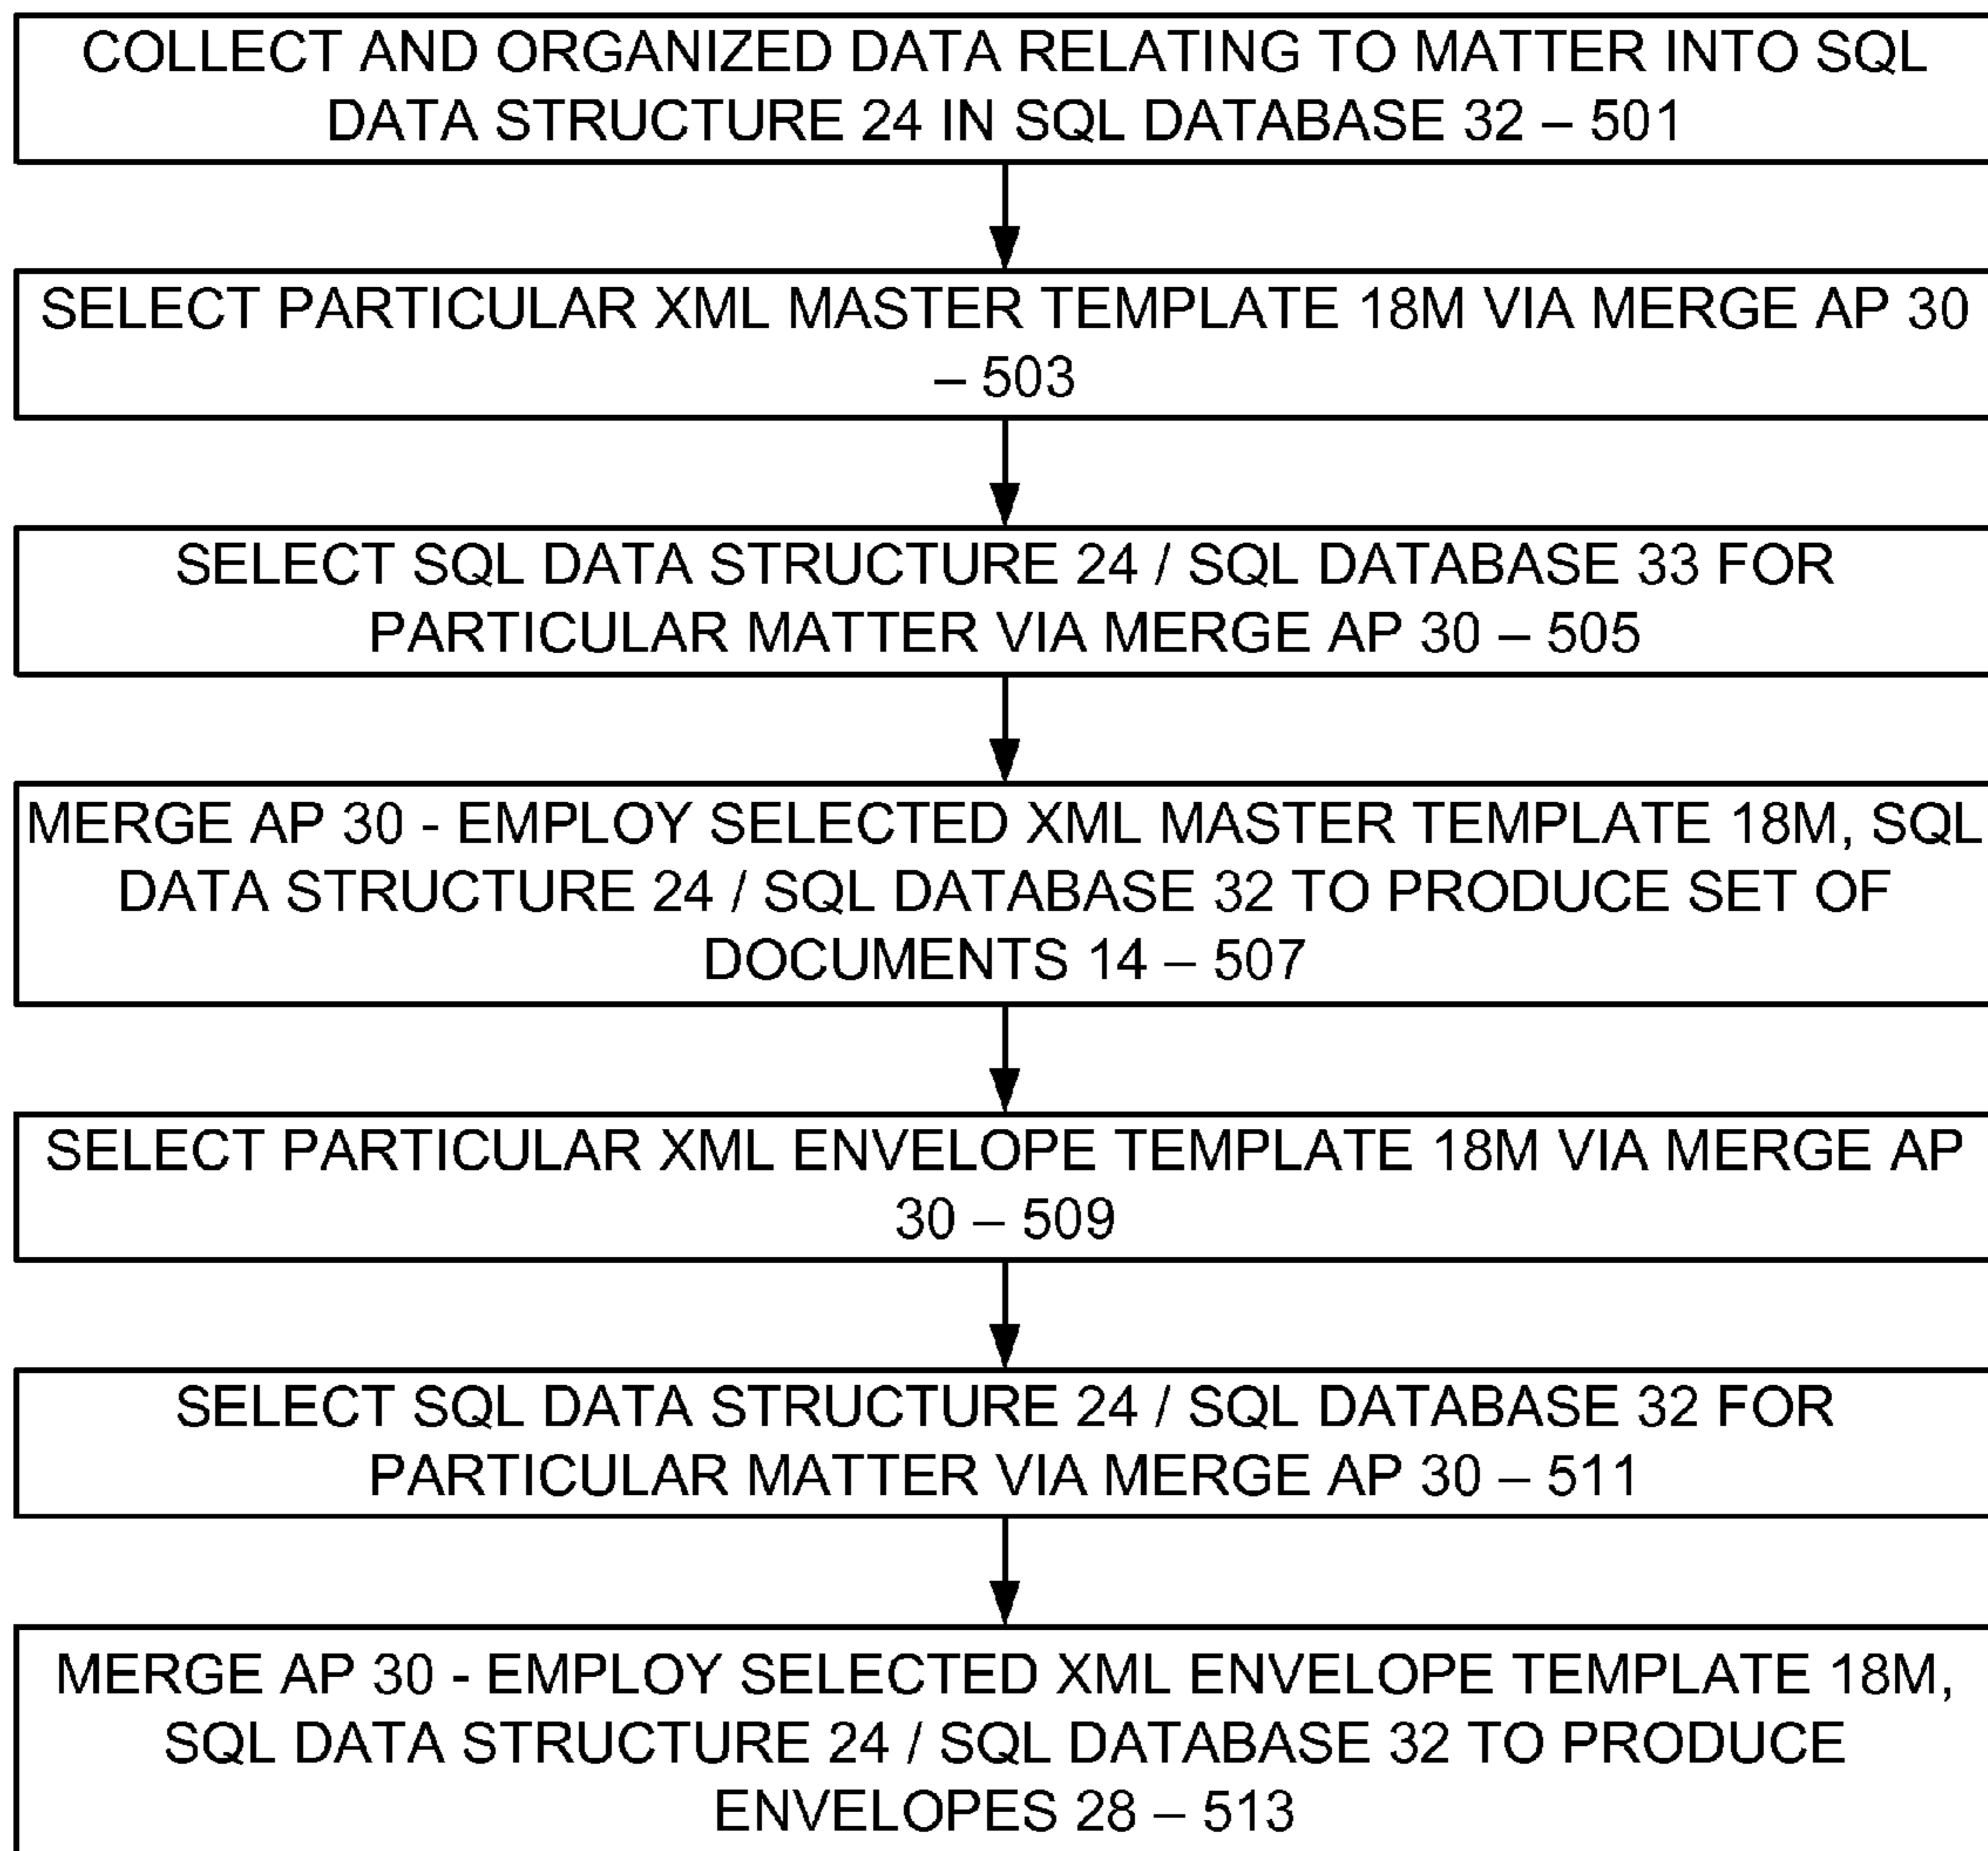 COLLECT AND ORGANIZED DATA RELATING TO MATTER INTO SQL
DATA STRUCTURE 24 IN SQL DATABASE 32 – 501
SELECT PARTICULAR XML MASTER TEMPLATE 18M VIA MERGE AP 30
– 503
SELECT SQL DATA STRUCTURE 24 / SQL DATABASE 33 FOR
PARTICULAR MATTER VIA MERGE AP 30 – 505
MERGE AP 30 - EMPLOY SELECTED XML MASTER TEMPLATE 18M, SQL
DATA STRUCTURE 24 / SQL DATABASE 32 TO PRODUCE SET OF
DOCUMENTS 14 – 507
SELECT PARTICULAR XML ENVELOPE TEMPLATE 18M VIA MERGE AP
30 – 509
SELECT SQL DATA STRUCTURE 24 / SQL DATABASE 32 FOR
PARTICULAR MATTER VIA MERGE AP 30 – 511
MERGE AP 30 - EMPLOY SELECTED XML ENVELOPE TEMPLATE 18M,
SQL DATA STRUCTURE 24 / SQL DATABASE 32 TO PRODUCE
ENVELOPES 28 – 513